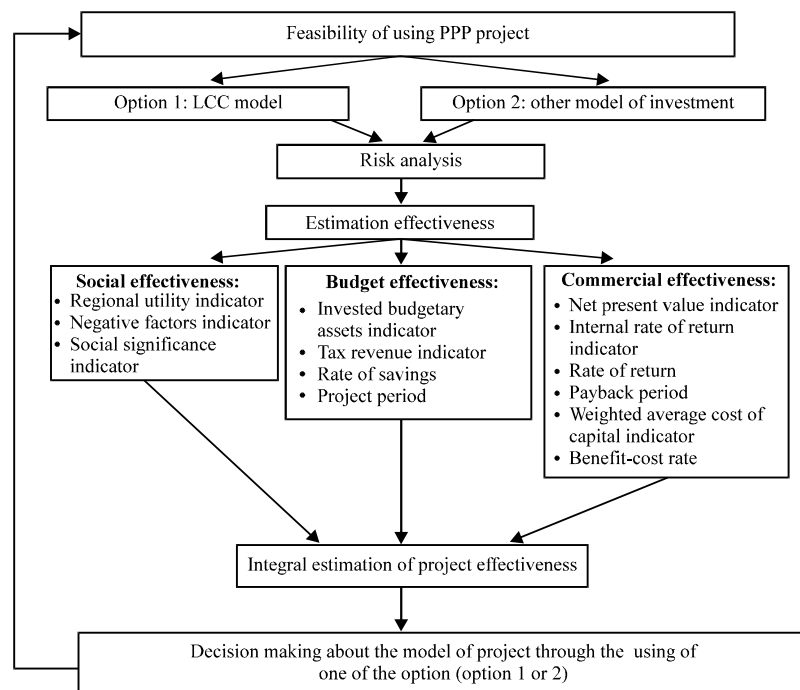 Feasibility of using PPP project
Option 1: LCC model
Option 2: other model of investment
Risk analysis
Estimation effectiveness
Social effectiveness:
• Regional utility indicator
• Negative factors indicator
• Social significance
indicator
Budget effectiveness:
• Invested budgetary
assets indicator
• Tax revenue indicator
• Rate of savings
• Project period
Commercial effectiveness:
• Net present value indicator
• Internal rate of return
indicator
• Rate of return
• Payback period
• Weighted average cost of
capital indicator
• Benefit-cost rate
Integral estimation of project effectiveness
Decision making about the model of project through the using of
one of the option (option 1 or 2)